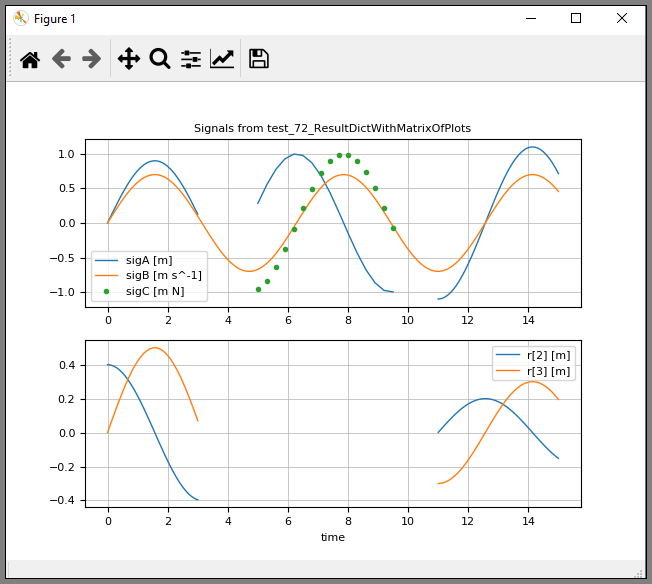 Figure 1
Signals from test_72_ResultDictWithMatrixOfPlots
1.0
0.5
0.0
−0.5
−1.0
sigA [m]
sigB [m s^-1]
sigC [m N]
0 2 4 6 8 10 12 14
0.4
0.2
0.0
−0.2
−0.4
r[2] [m]
r[3] [m]
0 2 4 6 8 10 12 14
time